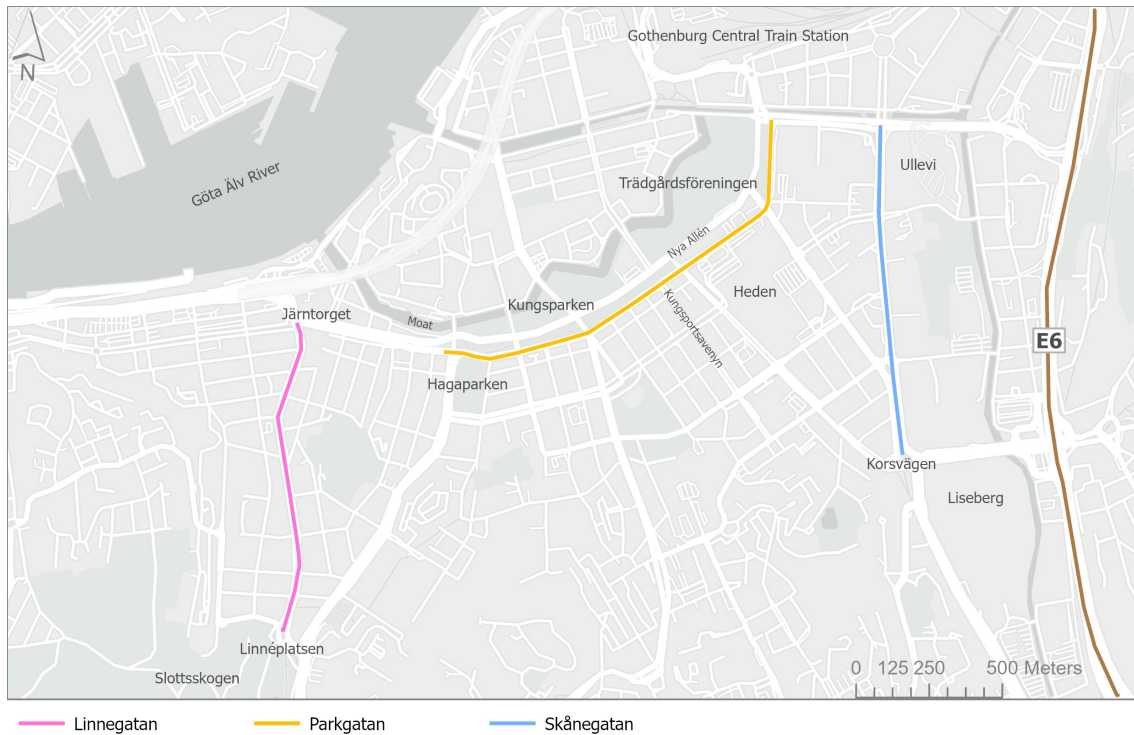 Gothenburg Central Train Station
N
Göta Älv River
Ullevi
Trädgårdsföreningen
Nya Allén
Kungsparken
Heden
Järntorget
Moat
Kungsportsavenyn
E6
Hagaparken
Korsvägen
Liseberg
Linnéplatsen
Slottsskogen
0 125 250 500 Meters
Linnegatan Parkgatan Skånegatan